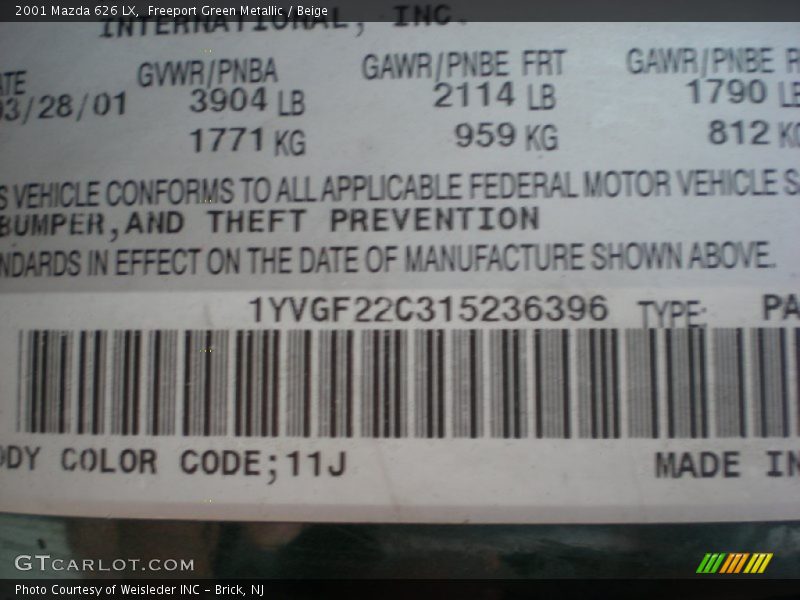 2001 Mazda 626 LX, Freeport Green Metallic / Beige
INTERNATIONAL, INC.
GVWR/PNBA GAWR/PNBE FRT GAWR/PNBE
03/28/01 3904 LB 2114 LB 1790 LB
1771 KG 959 KG 812 KG
VEHICLE CONFORMS TO ALL APPLICABLE FEDERAL MOTOR VEHICLE
BUMPER, AND THEFT PREVENTION
NDARDS IN EFFECT ON THE DATE OF MANUFACTURE SHOWN ABOVE.
1YVGF22C315236396 TYPE: PA
ODY COLOR CODE;11J MADE IN
GTCARLOT.COM
Photo Courtesy of Weisleder INC - Brick, NJ